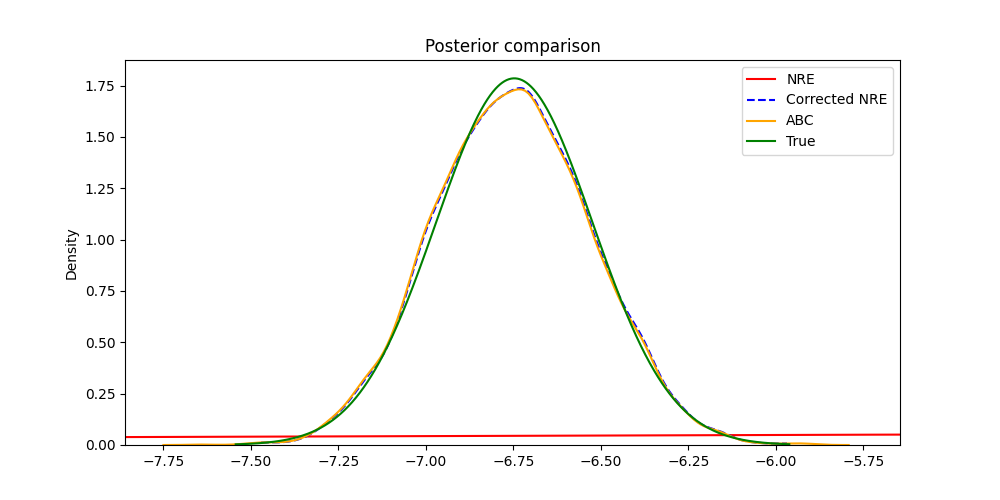 Posterior comparison
NRE
Corrected NRE
ABC
True
Density
1.75
1.50
1.25
1.00
0.75
0.50
0.25
0.00
−7.75 −7.50 −7.25 −7.00 −6.75 −6.50 −6.25 −6.00 −5.75